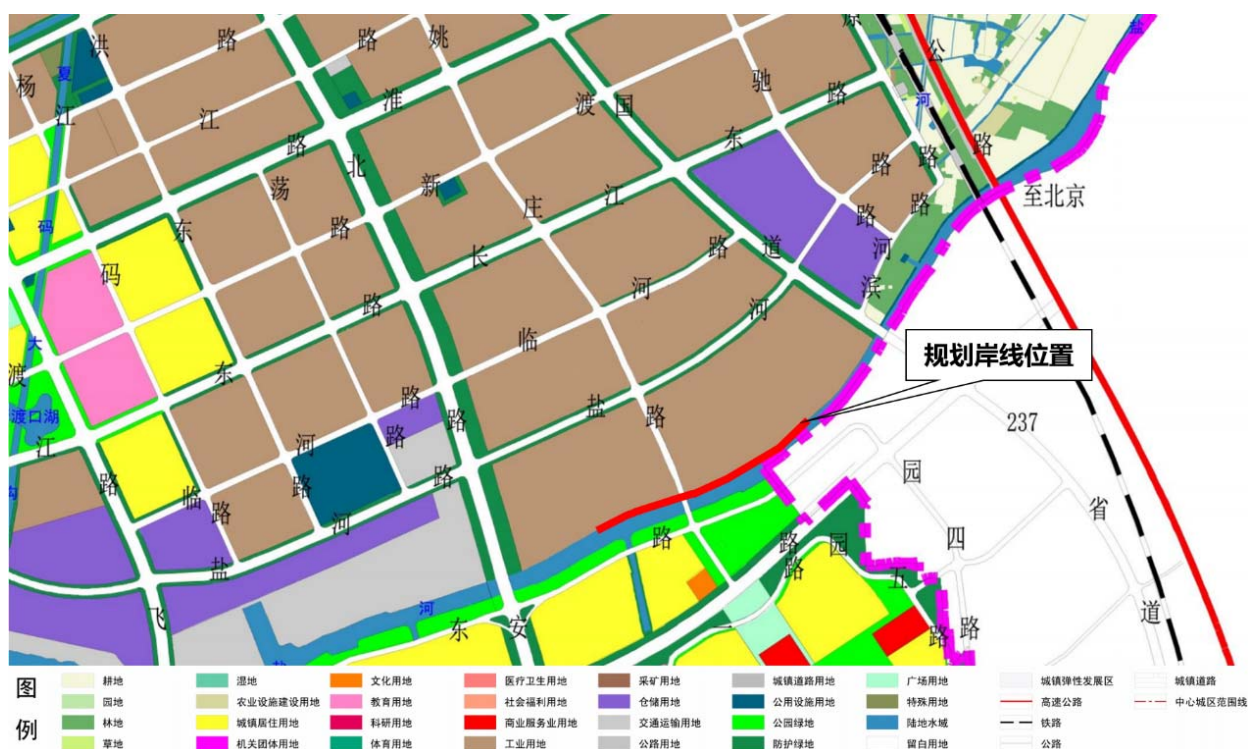 洪
路
路
姚
原
公
盐
夏
杨
江
江
淮
渡
国
驰
路
河
路
北
荡
新
庄
江
东
路
路
路
路
至北京
码
东
路
长
路
道
路
河
滨
码
大
渡
临
河
河
规划岸线位置
渡口湖
东
路
路
盐
路
237
江
路
临
路
河
路
路
路
河
盐
飞
河
东
安
路
路
园
路
园
四
五
路
路
省
道
图
例
耕地
园地
林地
草地
湿地
农业设施建设用地
城镇居住用地
机关团体用地
文化用地
教育用地
科研用地
体育用地
医疗卫生用地
社会福利用地
商业服务业用地
工业用地
采矿用地
仓储用地
交通运输用地
公路用地
城镇道路用地
公用设施用地
公园绿地
防护绿地
广场用地
特殊用地
陆地水域
留白用地
城镇弹性发展区
高速公路
铁路
公路
城镇道路
中心城区范围线